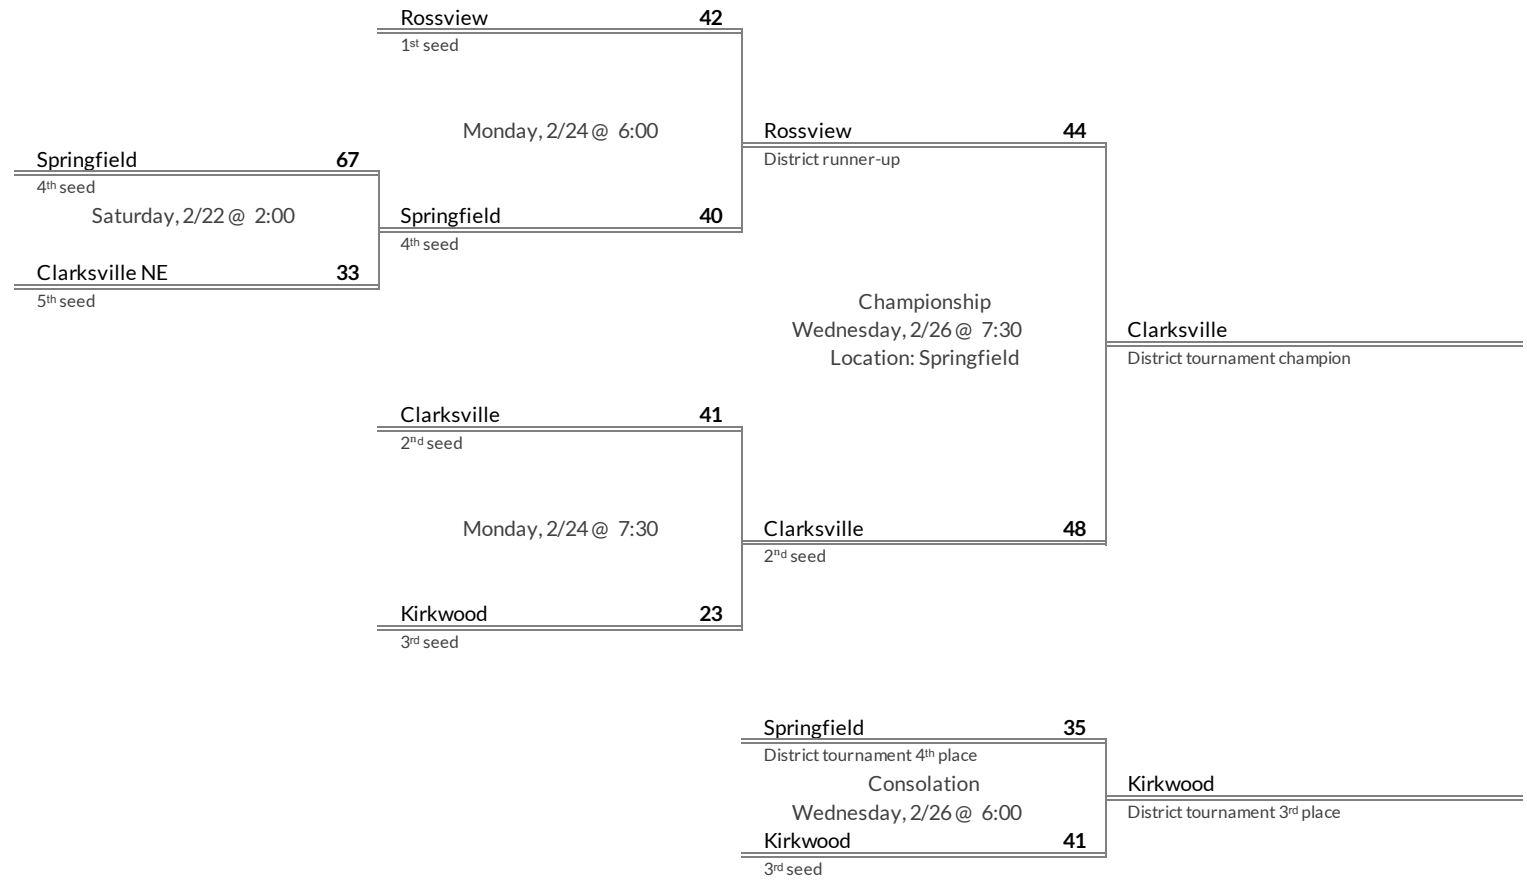 Rossview 42
1st seed
Monday, 2/24 @ 6:00
Rossview 44
District runner-up
Springfield 67
4th seed
Saturday, 2/22 @ 2:00
Springfield 40
4th seed
Clarksville NE 33
5th seed
Championship
Wednesday, 2/26 @ 7:30
Location: Springfield
Clarksville
District tournament champion
Clarksville 41
2nd seed
Monday, 2/24 @ 7:30
Clarksville 48
2nd seed
Kirkwood 23
3rd seed
Springfield 35
District tournament 4th place
Consolation
Wednesday, 2/26 @ 6:00
Kirkwood
District tournament 3rd place
Kirkwood 41
3rd seed